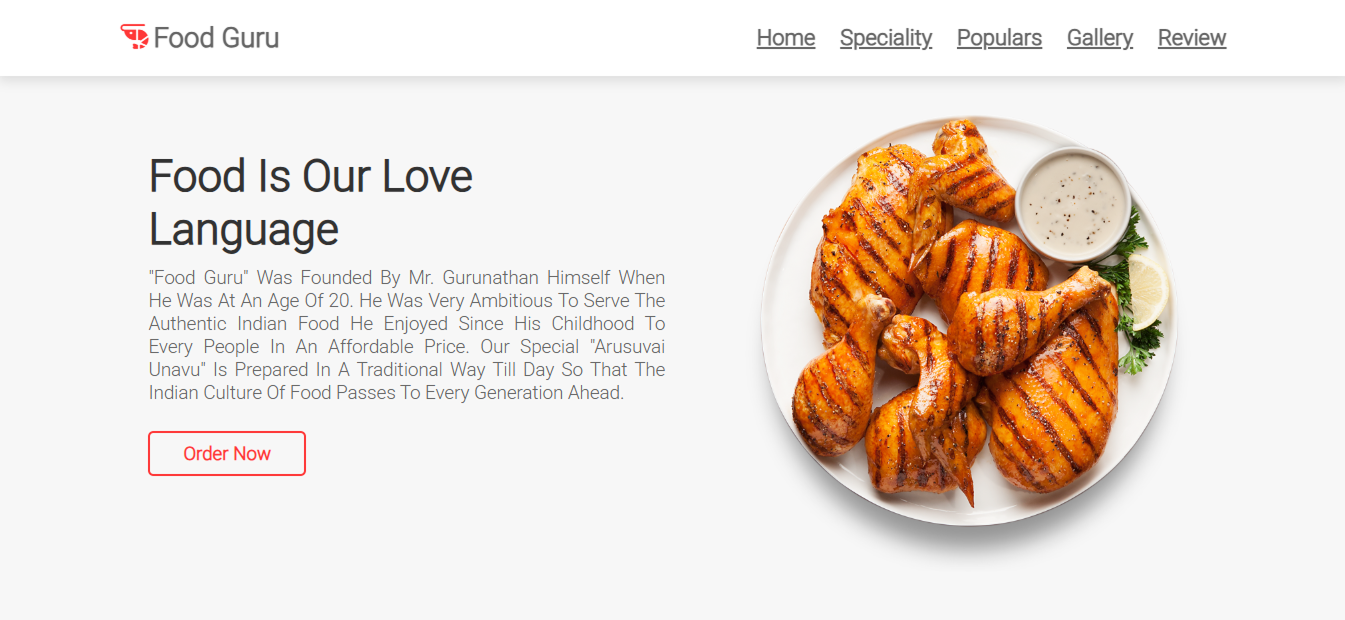 Food Guru
Home Speciality Populars Gallery Review
Food Is Our Love
Language
"Food Guru" Was Founded By Mr. Gurunathan Himself When
He Was At An Age Of 20. He Was Very Ambitious To Serve The
Authentic Indian Food He Enjoyed Since His Childhood To
Every People In An Affordable Price. Our Special "Arusuvai
Unavu" Is Prepared In A Traditional Way Till Day So That The
Indian Culture Of Food Passes To Every Generation Ahead.
Order Now